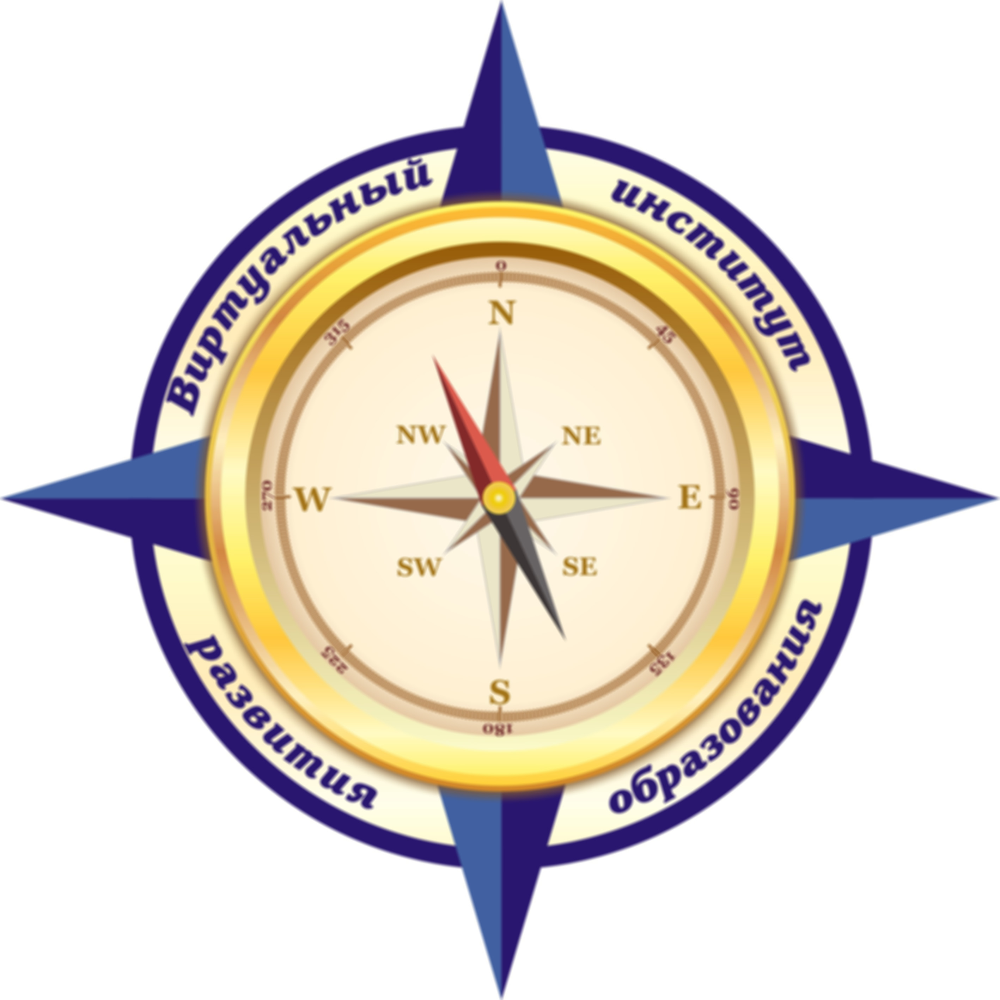 Виртуальный
институт
развития
образования
0
N
45
NE
E
90
SE
135
S
180
SW
225
W
270
NW
315